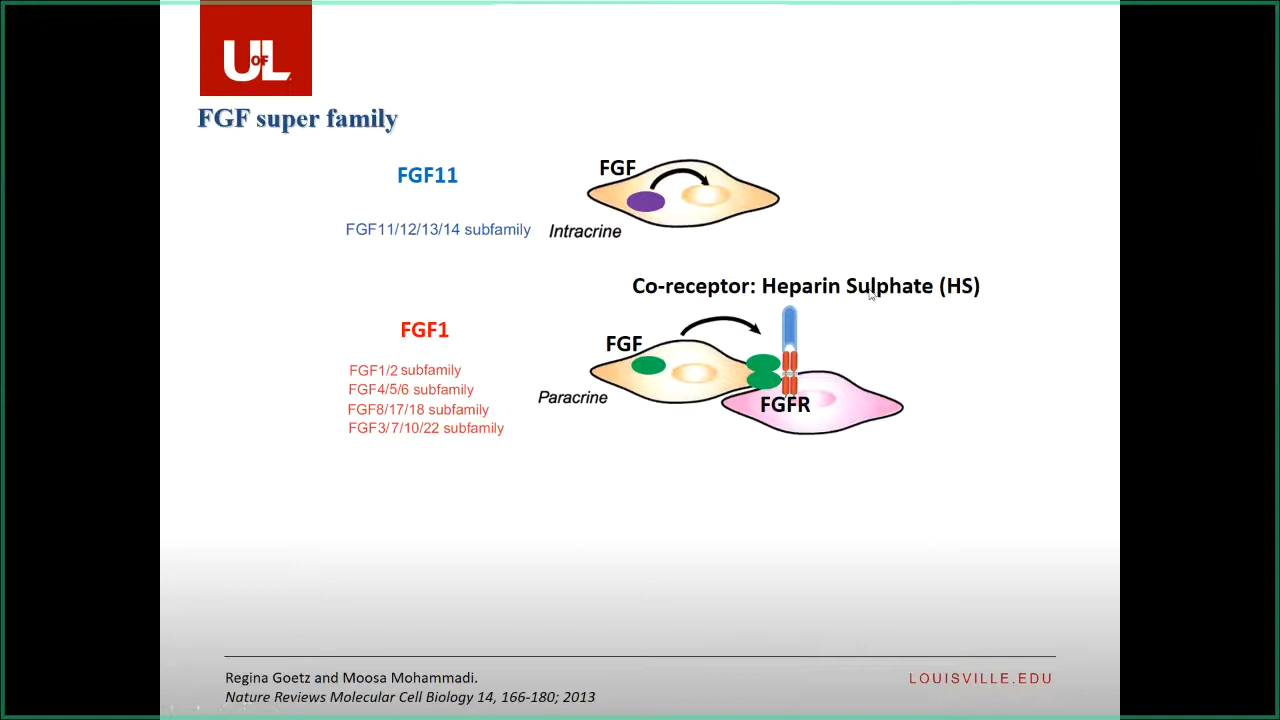 UOFL
FGF super family
FGF11
FGF
FGF11/12/13/14 subfamily
Intracrine
Co-receptor: Heparin Sulphate (HS)
FGF1
FGF
FGF1/2 subfamily
FGF4/5/6 subfamily
FGF8/17/18 subfamily
FGF3/7/10/22 subfamily
Paracrine
FGFR
Regina Goetz and Moosa Mohammadi.
Nature Reviews Molecular Cell Biology 14, 166-180; 2013
LOUISVILLE.EDU